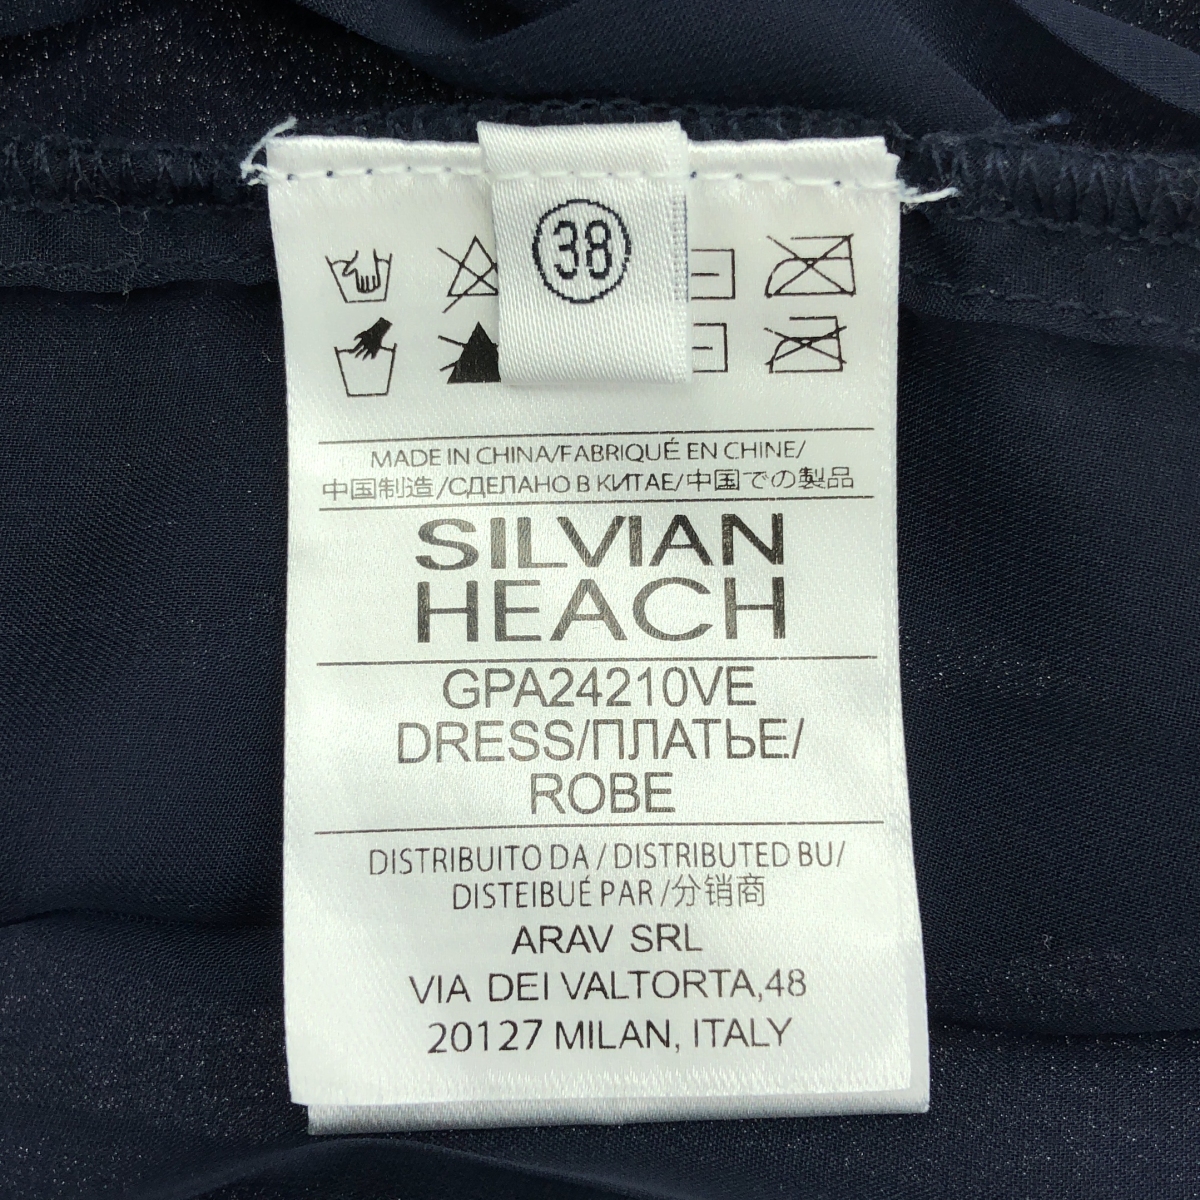 38
MADE IN CHINA/FABRIQUÉ EN CHINE/
中国制造/СДЕЛАНО В КИТАЕ/中国での製品
SILVIAN
HEACH
GPA24210VE
DRESS/ПЛАТЬЕ/
ROBE
DISTRIBUITO DA / DISTRIBUTED BU/
DISTEIBUÉ PAR /分销商
ARAV SRL
VIA DEI VALTORTA,48
20127 MILAN, ITALY